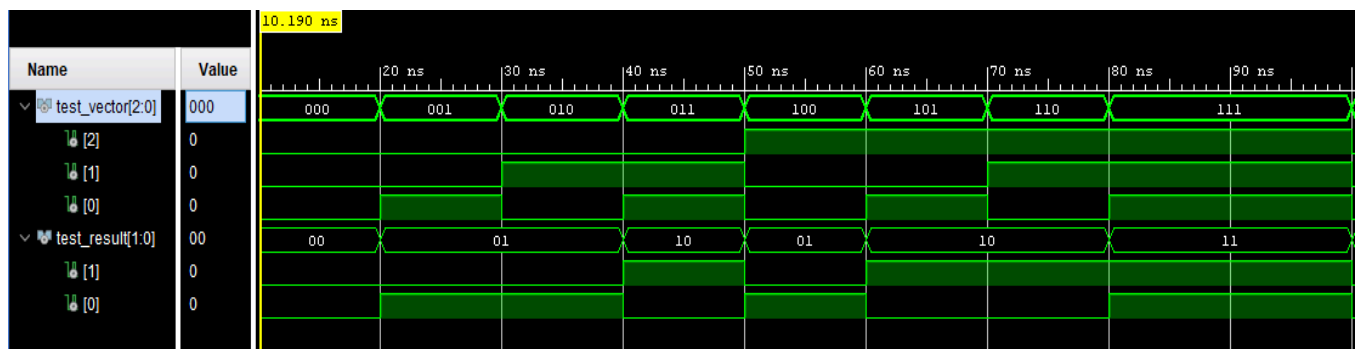 10.190 ns
Name Value
20 ns 30 ns 40 ns 50 ns 60 ns 70 ns 80 ns 90 ns
test_vector[2:0] 000 000 001 010 011 100 101 110 111
[2] 0
[1] 0
[0] 0
test_result[1:0] 00 00 01 10 01 10 11
[1] 0
[0] 0